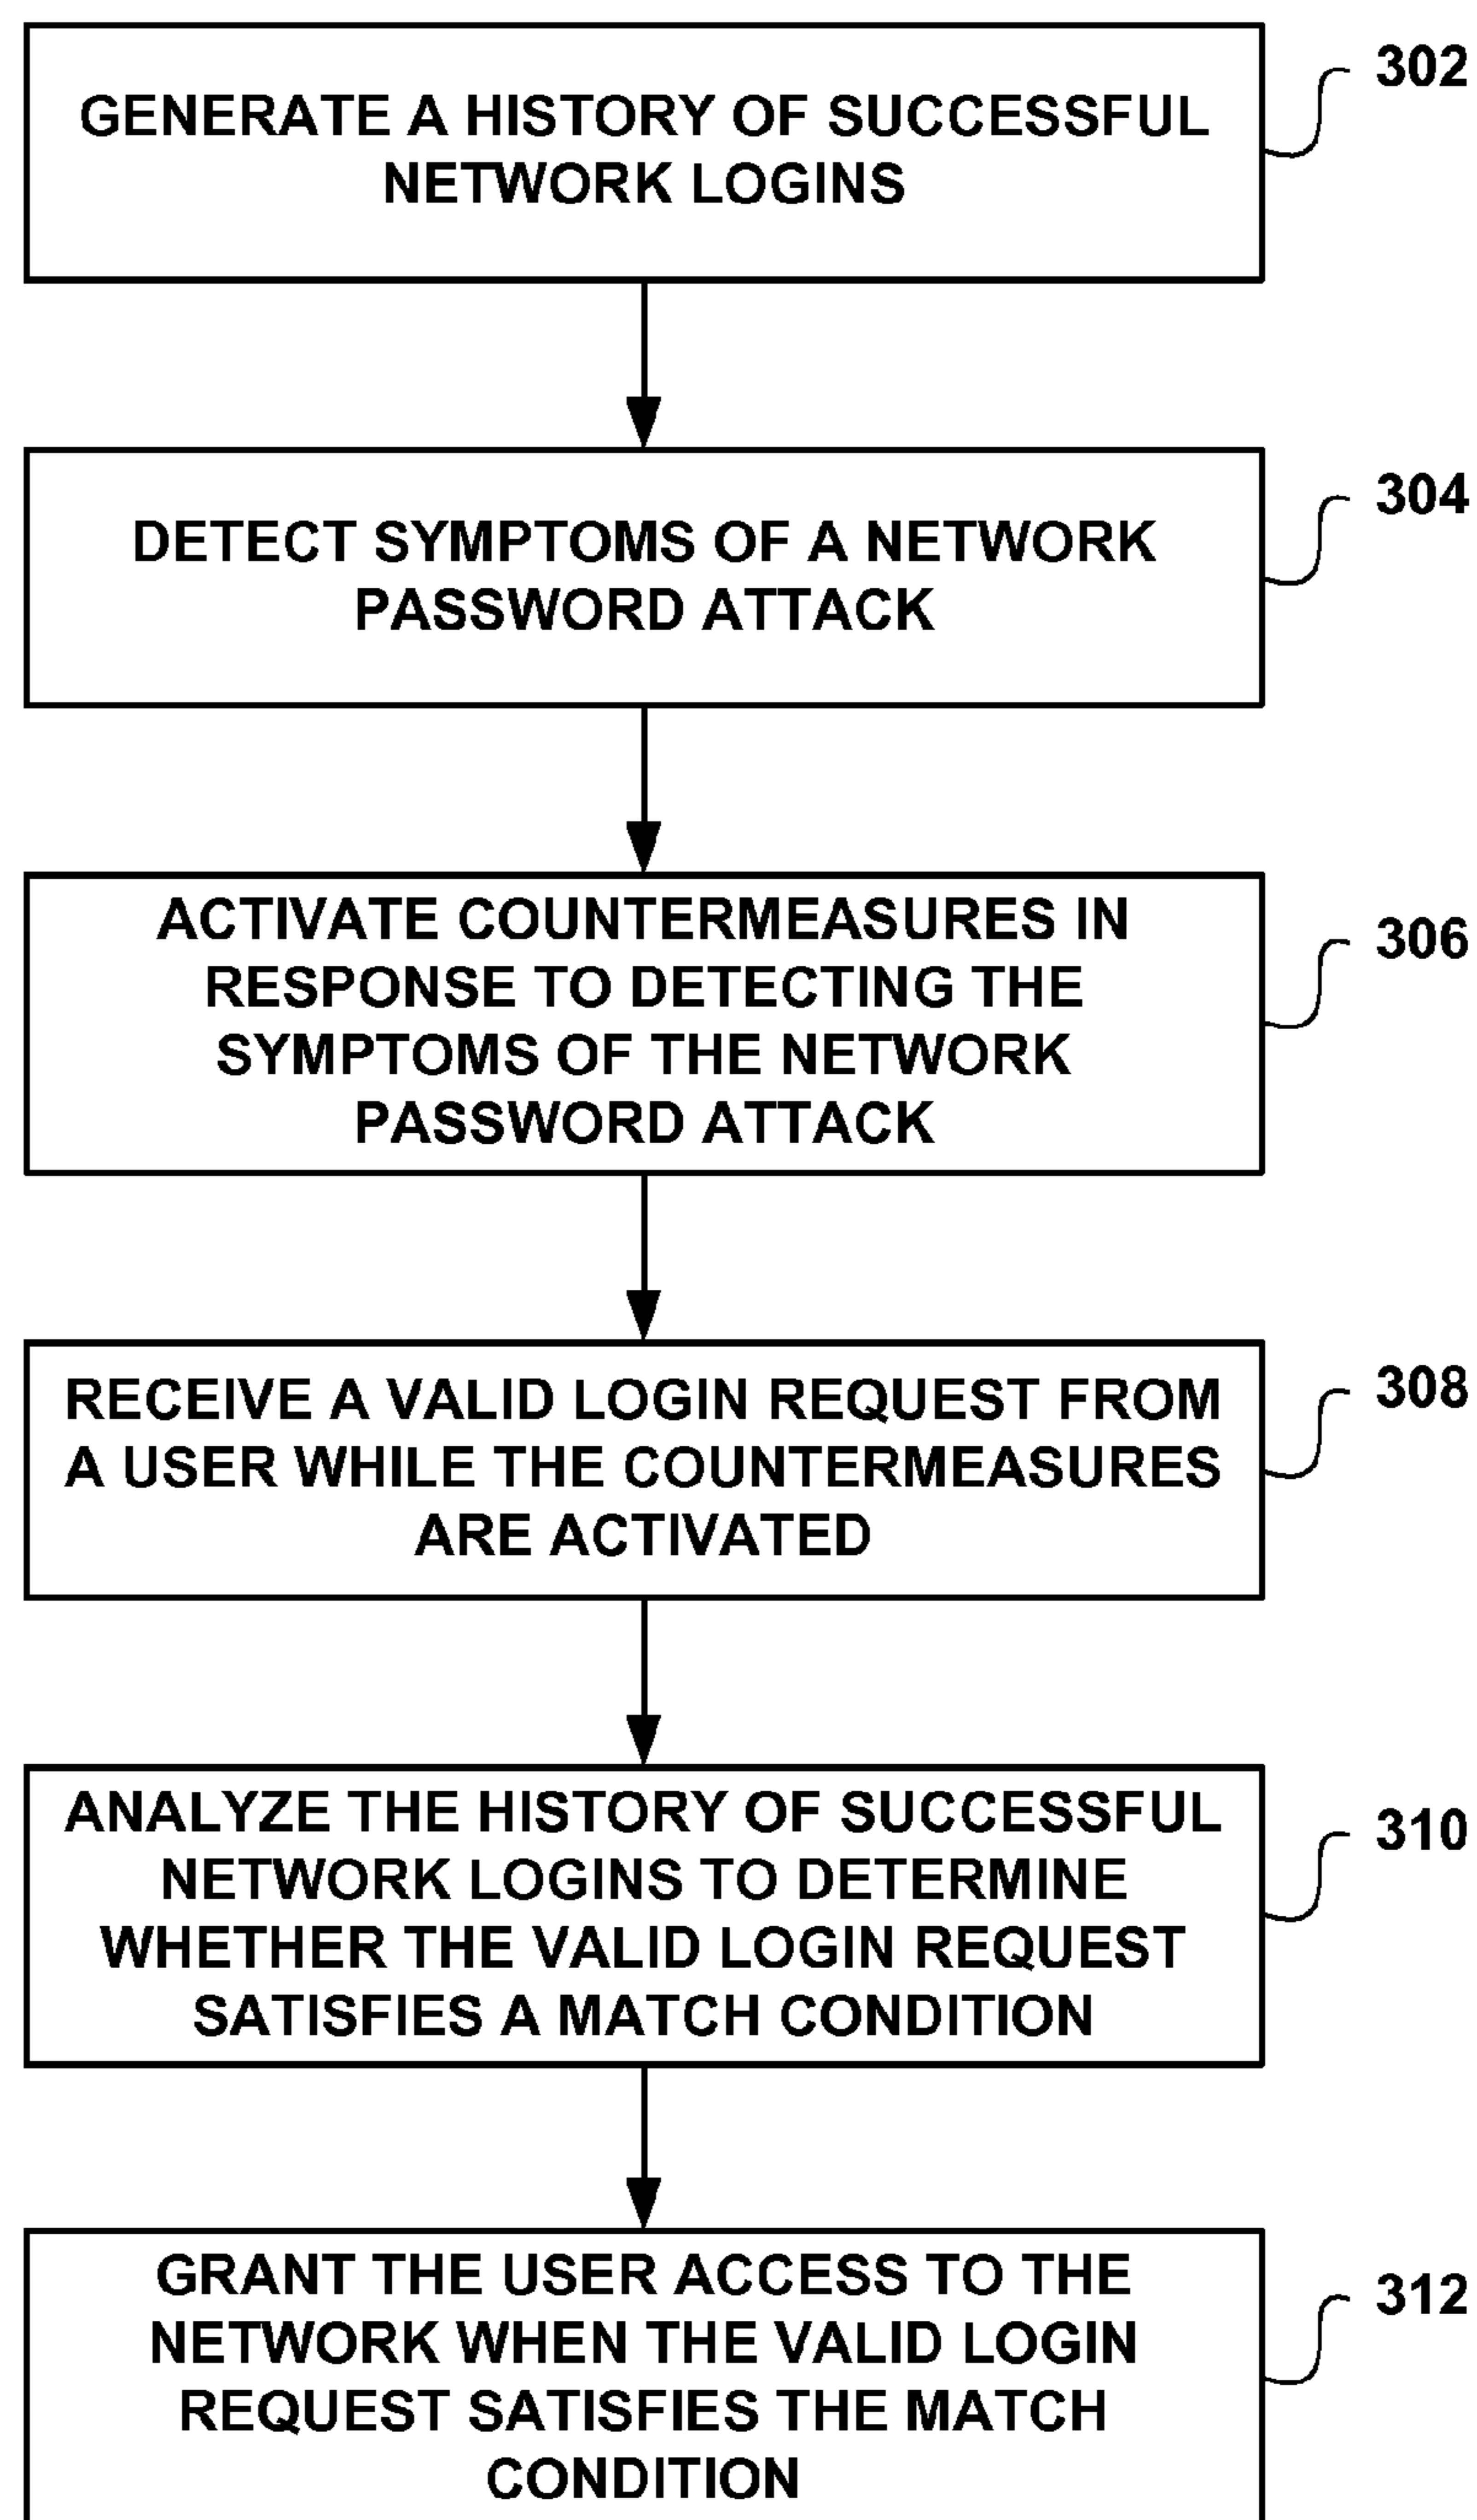 GENERATE A HISTORY OF SUCCESSFUL
NETWORK LOGINS
302
DETECT SYMPTOMS OF A NETWORK
PASSWORD ATTACK
304
ACTIVATE COUNTERMEASURES IN
RESPONSE TO DETECTING THE
SYMPTOMS OF THE NETWORK
PASSWORD ATTACK
306
RECEIVE A VALID LOGIN REQUEST FROM
A USER WHILE THE COUNTERMEASURES
ARE ACTIVATED
308
ANALYZE THE HISTORY OF SUCCESSFUL
NETWORK LOGINS TO DETERMINE
WHETHER THE VALID LOGIN REQUEST
SATISFIES A MATCH CONDITION
310
GRANT THE USER ACCESS TO THE
NETWORK WHEN THE VALID LOGIN
REQUEST SATISFIES THE MATCH
CONDITION
312